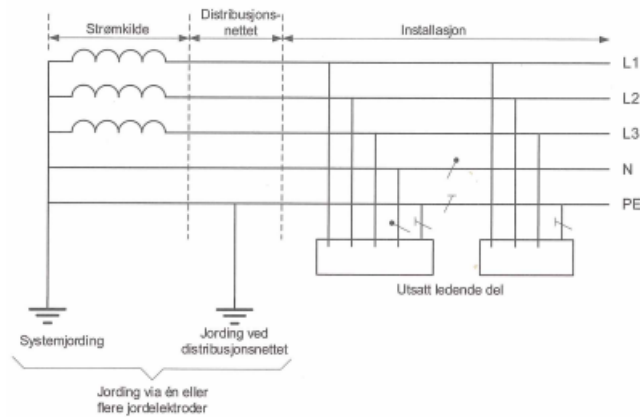 Distribusjons-
Strømkilde nettet Installasjon
L1
L2
L3
N
PE
Utsatt ledende del
Systemjording
Jording ved
distribusjonsnettet
Jording via én eller
flere jordelektroder